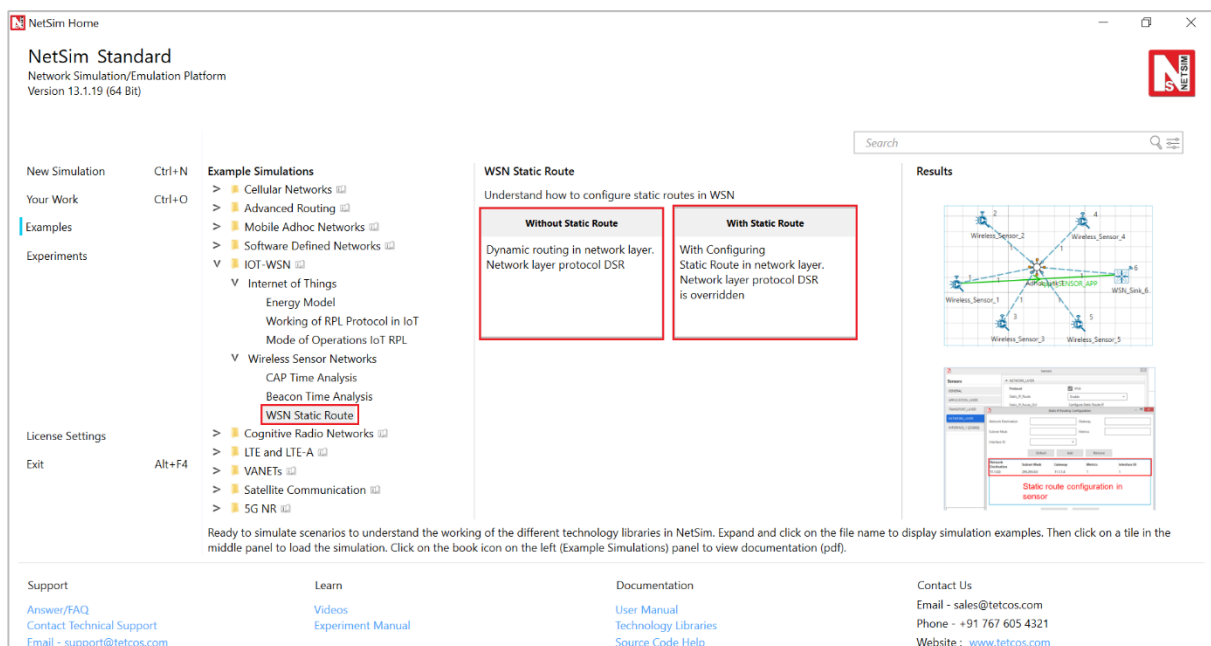 NetSim Home
NetSim Standard
Network Simulation/Emulation Platform
Version 13.1.19 (64 Bit)
NETSIM
Search
New Simulation Ctrl+N
Your Work Ctrl+O
Examples
Experiments
License Settings
Exit Alt+F4
Example Simulations
> Cellular Networks
> Advanced Routing
> Mobile Adhoc Networks
> Software Defined Networks
v IOT-WSN
v Internet of Things
Energy Model
Working of RPL Protocol in IoT
Mode of Operations IoT RPL
v Wireless Sensor Networks
CAP Time Analysis
Beacon Time Analysis
WSN Static Route
> Cognitive Radio Networks
> LTE and LTE-A
> VANETs
> Satellite Communication
> 5G NR
WSN Static Route
Understand how to configure static routes in WSN
Without Static Route
Dynamic routing in network layer.
Network layer protocol DSR
With Static Route
With Configuring
Static Route in network layer.
Network layer protocol DSR
is overridden
Results
2
Wireless_Sensor_2
4
Wireless_Sensor_4
6
WSN_Sink_6
SENSOR_APP
1
Wireless_Sensor_1
3
Wireless_Sensor_3
5
Wireless_Sensor_5
Static route configuration in
sensor
Ready to simulate scenarios to understand the working of the different technology libraries in NetSim. Expand and click on the file name to display simulation examples. Then click on a tile in the
middle panel to load the simulation. Click on the book icon on the left (Example Simulations) panel to view documentation (pdf).
Support
Answer/FAQ
Contact Technical Support
Email - support@tetcos.com
Learn
Videos
Experiment Manual
Documentation
User Manual
Technology Libraries
Source Code Help
Contact Us
Email - sales@tetcos.com
Phone - +91 767 605 4321
Website : www.tetcos.com